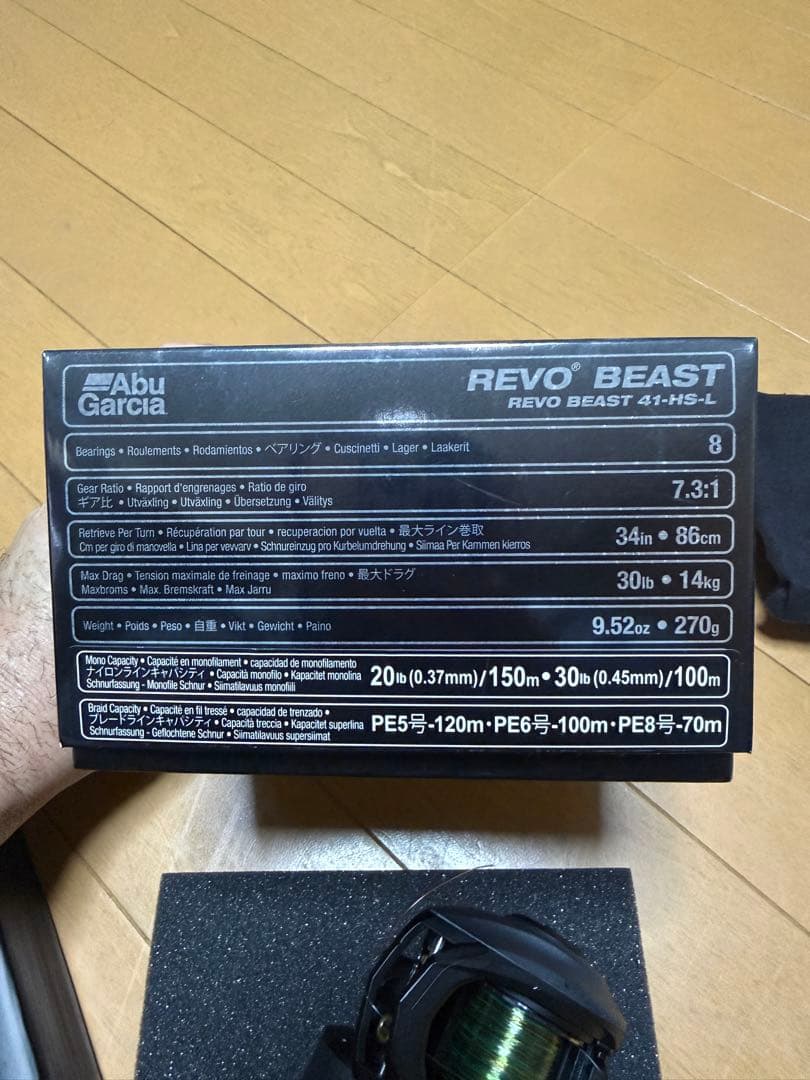 Abu
Garcia
REVO® BEAST
REVO BEAST 41-HS-L
Bearings • Roulements • Rodamientos • ベアリング • Cuscinetti • Lager • Laakerit
8
Gear Ratio • Rapport d'engrenages • Ratio de giro
ギア比 • Utväxling • Utväxling • Übersetzung • Välitys
7.3:1
Retrieve Per Turn • Récupération par tour • recuperacion por vuelta • 最大ライン巻取
Cm per giro di manovella • Lina per vevvarv • Schnureinzug pro Kurbelumdrehung • Siimaa Per Kammen kierros
34in • 86cm
Max Drag • Tension maximale de freinage • maximo freno • 最大ドラグ
Maxbroms • Max. Bremskraft • Max Jarru
30lb • 14kg
Weight • Poids • Peso • 自重 • Vikt • Gewicht • Paino
9.52oz • 270g
Mono Capacity • Capacité en monofilament • capacidad de monofilamento
ナイロンラインキャパシティ • Capacità monofilo • Kapacitet monolina
Schnurfassung - Monofile Schnur • Siimatilavuus monofiili
20lb (0.37mm)/150m • 30lb (0.45mm)/100m
Braid Capacity • Capacité en fil tressé • capacidad de trenzado •
ブレードラインキャパシティ • Capacità treccia • Kapacitet superlina
Schnurfassung - Geflochtene Schnur • Siimatilavuus supersiimat
PE5号-120m・PE6号-100m・PE8号-70m